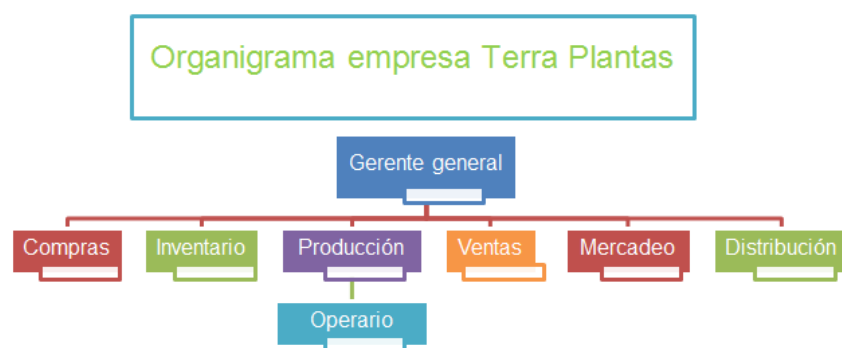 Organigrama empresa Terra Plantas
Gerente general
Compras
Inventario
Producción
Ventas
Mercadeo
Distribución
Operario